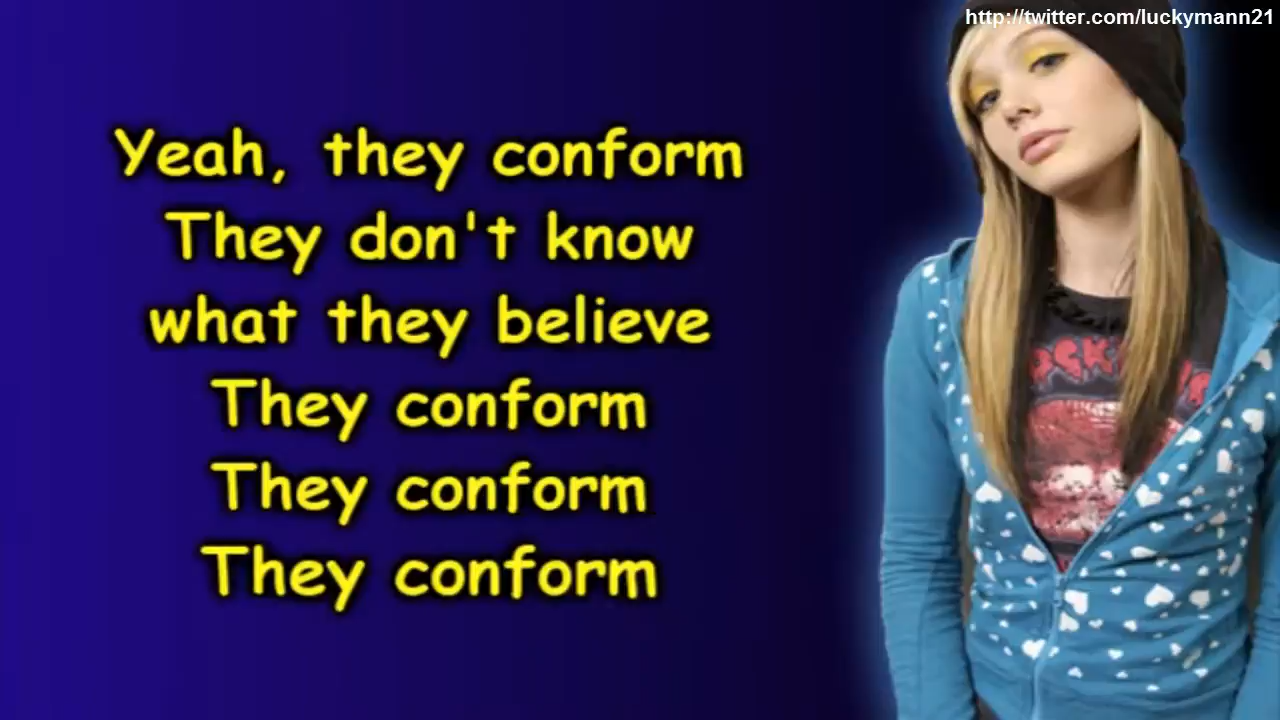 http://twitter.com/luckymann21
Yeah, they conform
They don't know
what they believe
They conform
They conform
They conform